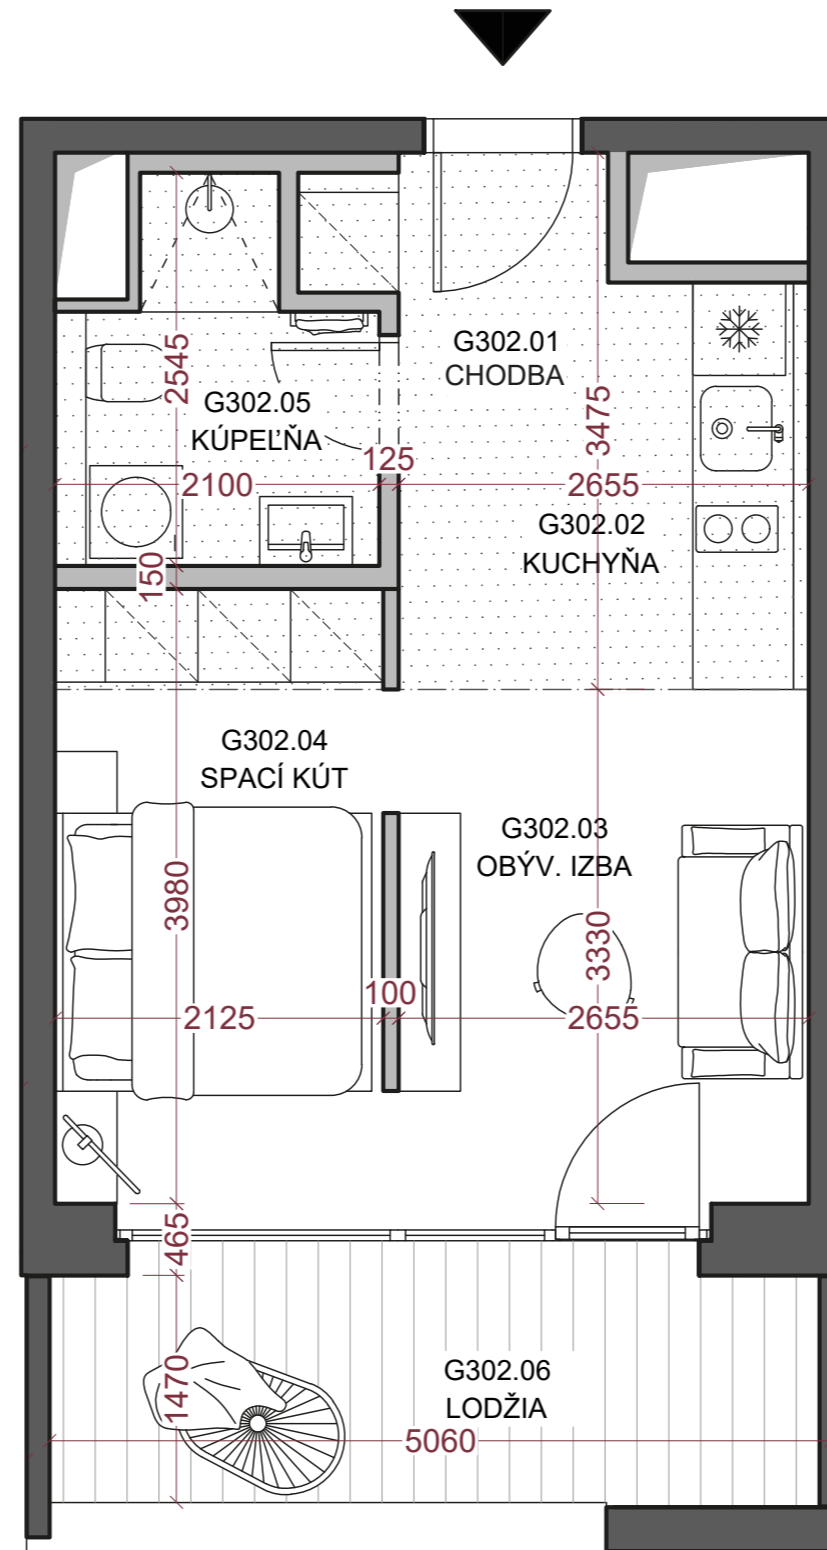 G302.01
CHODBA
2545
G302.05
KÚPEĽŇA
3475
125
2100
2655
G302.02
KUCHYŇA
150
G302.04
SPACÍ KÚT
G302.03
OBÝV. IZBA
3980
3330
100
2125
2655
465
G302.06
LODŽIA
1470
5060